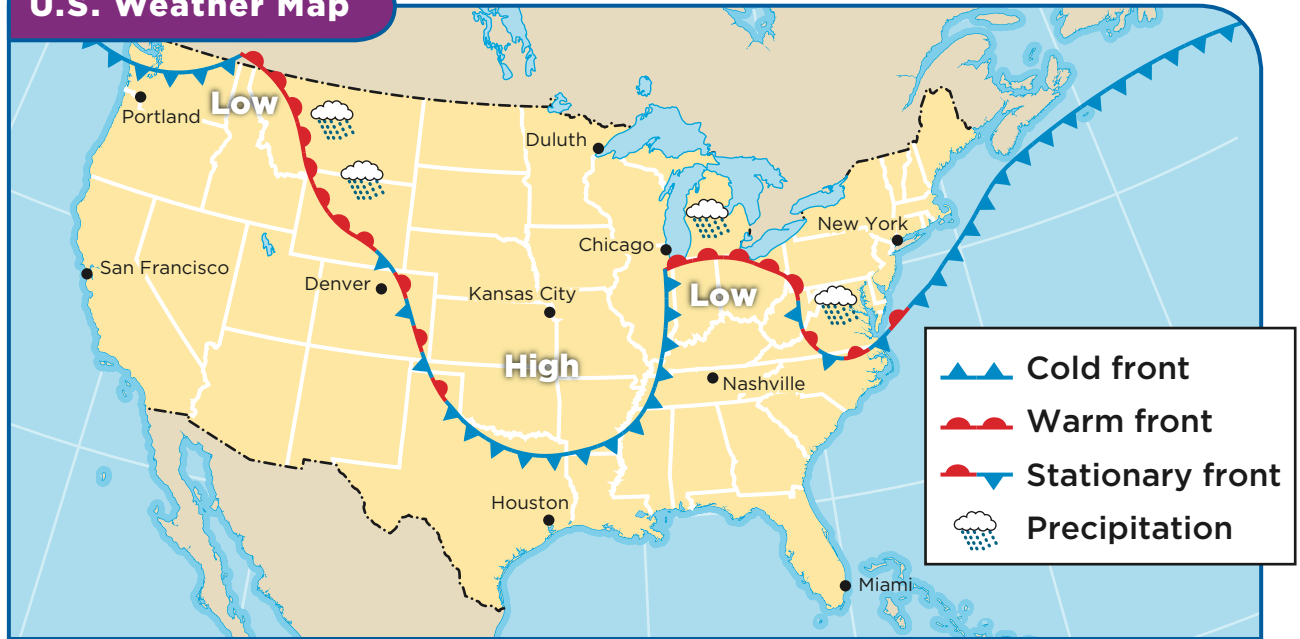 U.S. Weather Map
Portland
Low
Duluth
New York
Chicago
San Francisco
Denver
Kansas City
Low
High
Nashville
Houston
Miami
Cold front
Warm front
Stationary front
Precipitation